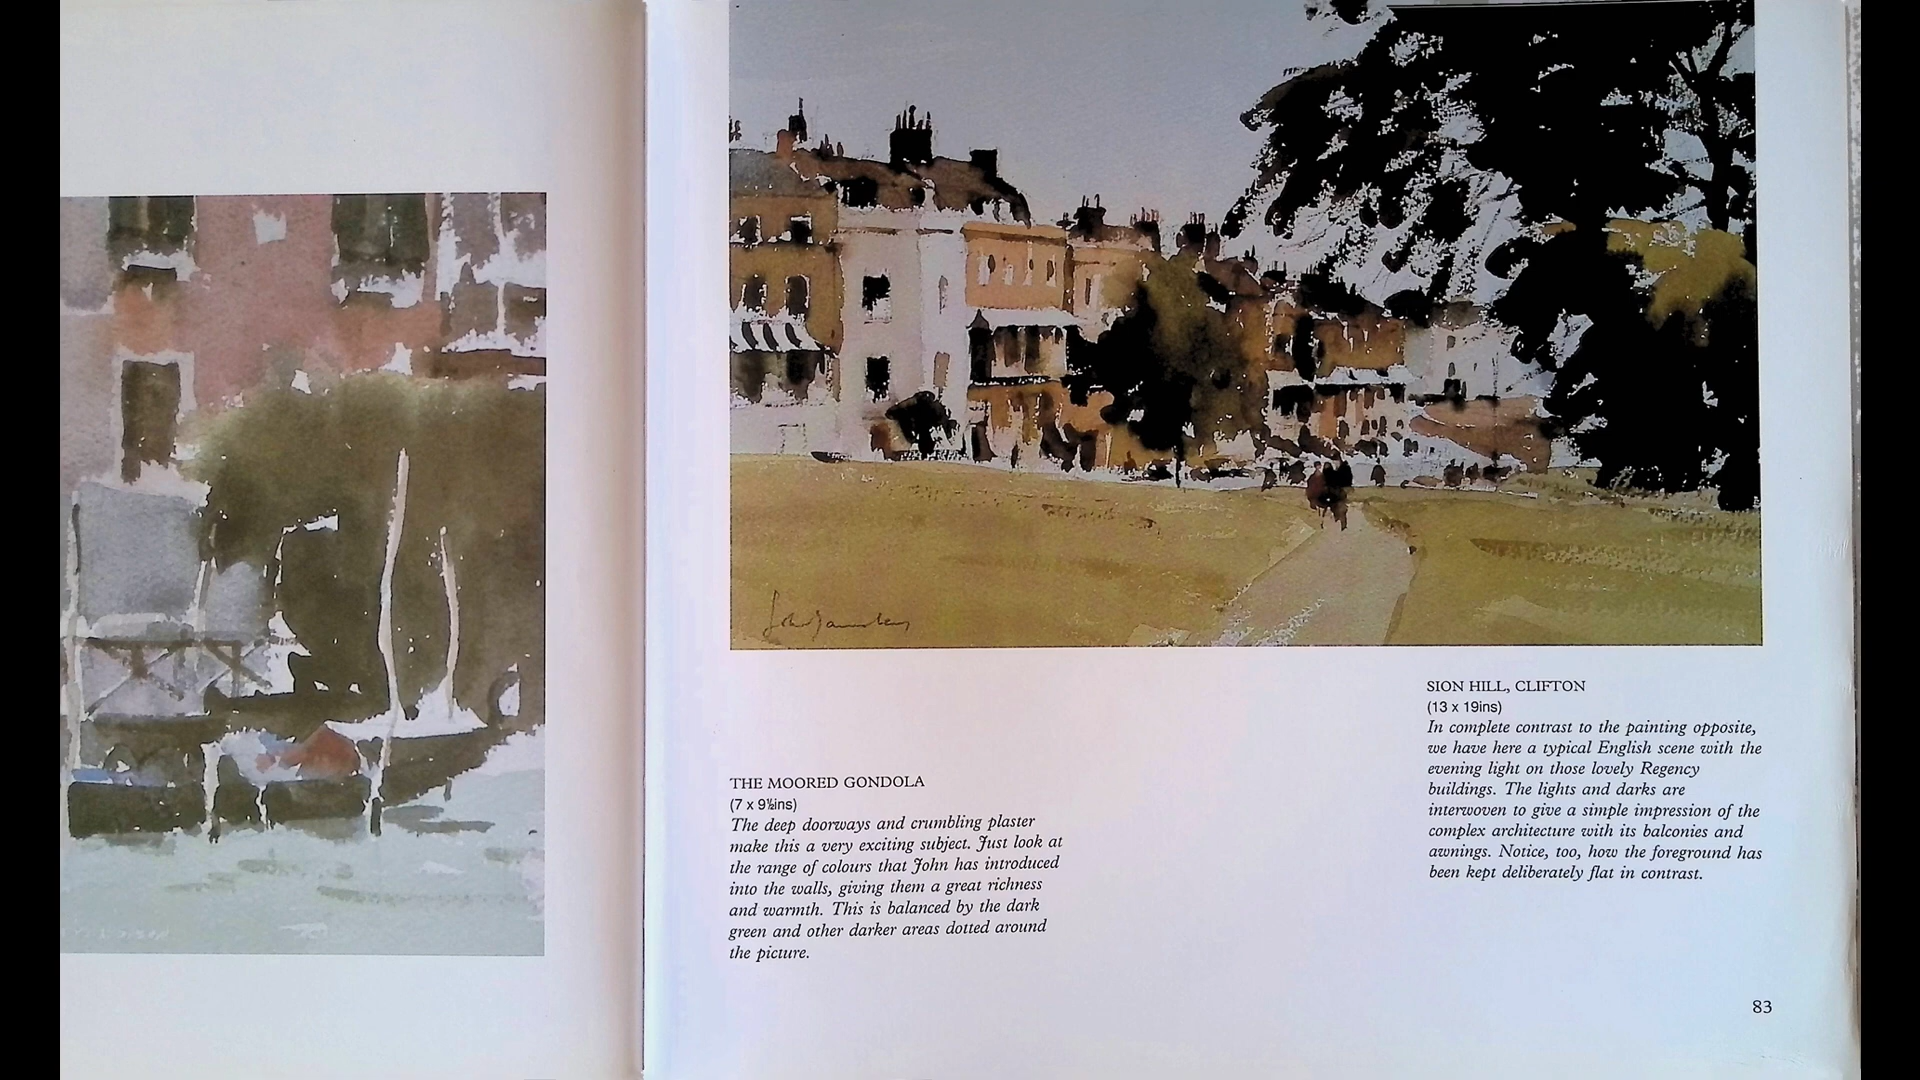 John Yardley
THE MOORED GONDOLA
(7 x 9½ins)
The deep doorways and crumbling plaster
make this a very exciting subject. Just look at
the range of colours that John has introduced
into the walls, giving them a great richness
and warmth. This is balanced by the dark
green and other darker areas dotted around
the picture.
SION HILL, CLIFTON
(13 x 19ins)
In complete contrast to the painting opposite,
we have here a typical English scene with the
evening light on those lovely Regency
buildings. The lights and darks are
interwoven to give a simple impression of the
complex architecture with its balconies and
awnings. Notice, too, how the foreground has
been kept deliberately flat in contrast.
83